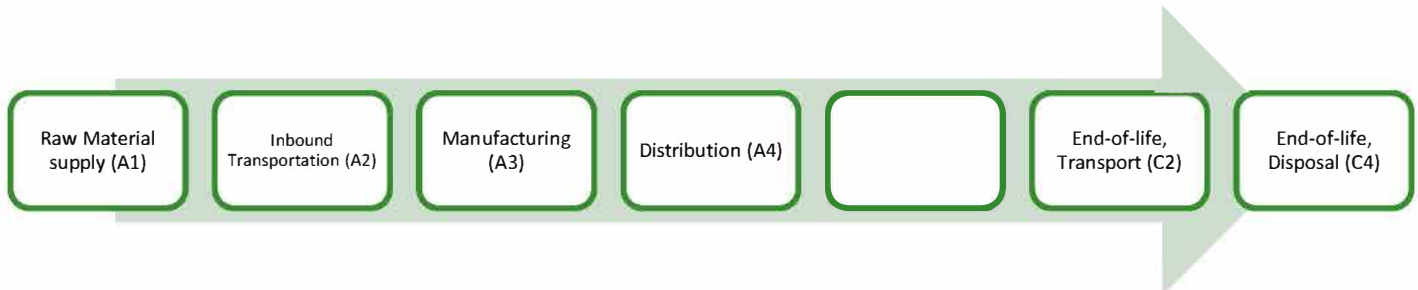 Raw Material
supply (A1)
Inbound
Transportation (A2)
Manufacturing
(A3)
Distribution (A4)
End-of-life,
Transport (C2)
End-of-life,
Disposal (C4)